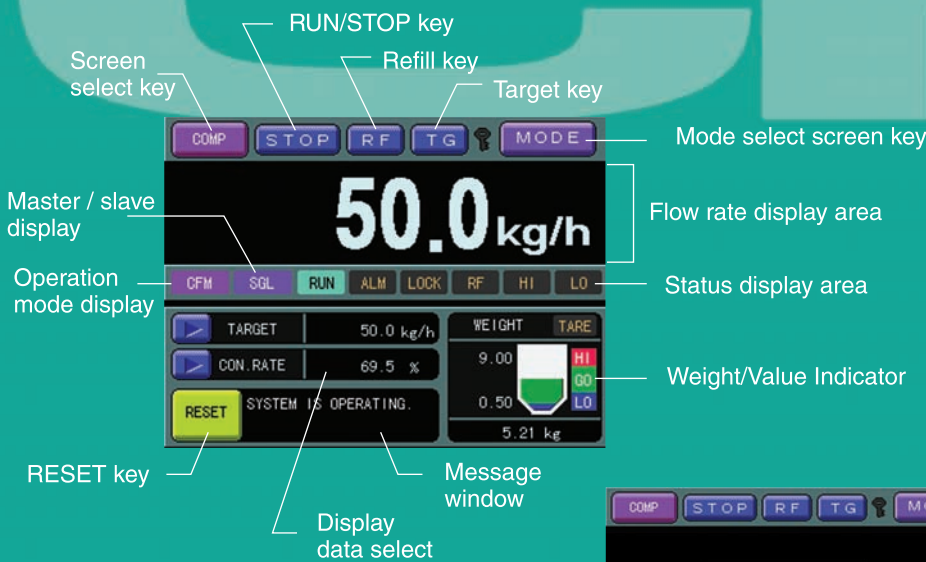 RUN/STOP key
Screen
select key
Refill key
Target key
COMP STOP RF TG MODE
Mode select screen key
Master / slave
display
50.0 kg/h
Flow rate display area
Operation
mode display
CFM SGL RUN ALM LOCK RF HI LO
Status display area
TARGET 50.0 kg/h
CON.RATE 69.5 %
RESET
SYSTEM IS OPERATING.
WEIGHT TARE
9.00 HI
GO
0.50 LO
5.21 kg
Weight/Value Indicator
RESET key
Message
window
Display
data select
COMP STOP RF TG